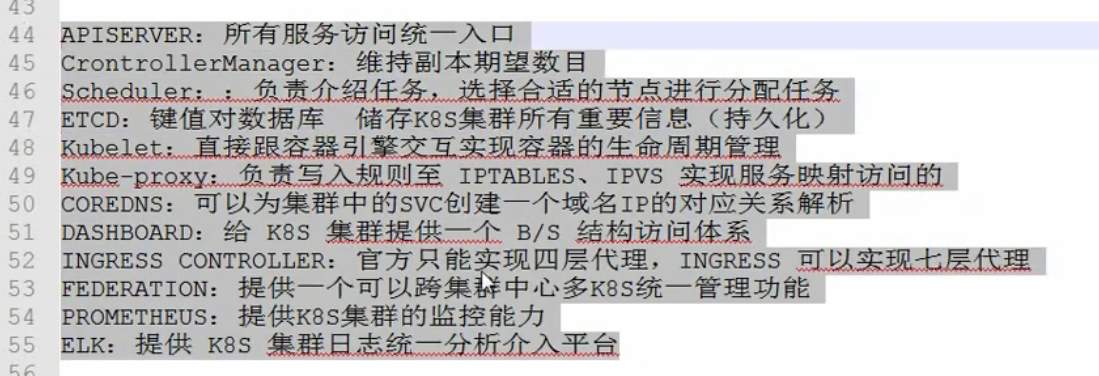 43
44 APISERVER：所有服务访问统一入口
45 CrontrollerManager：维持副本期望数目
46 Scheduler：：负责介绍任务，选择合适的节点进行分配任务
47 ETCD：键值对数据库 储存K8S集群所有重要信息（持久化）
48 Kubelet：直接跟容器引擎交互实现容器的生命周期管理
49 Kube-proxy：负责写入规则至 IPTABLES、IPVS 实现服务映射访问的
50 COREDNS：可以为集群中的SVC创建一个域名IP的对应关系解析
51 DASHBOARD：给 K8S 集群提供一个 B/S 结构访问体系
52 INGRESS CONTROLLER：官方只能实现四层代理，INGRESS 可以实现七层代理
53 FEDERATION：提供一个可以跨集群中心多K8S统一管理功能
54 PROMETHEUS：提供K8S集群的监控能力
55 ELK：提供 K8S 集群日志统一分析介入平台
56